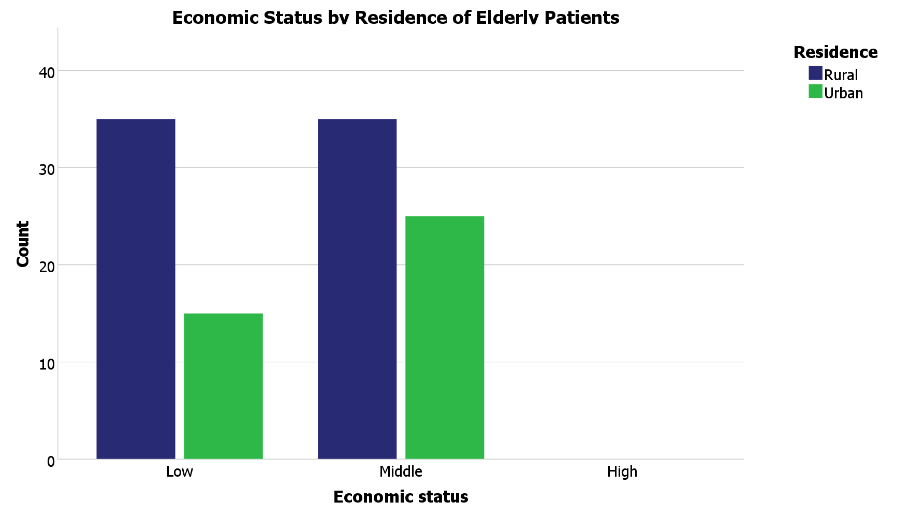 Economic Status by Residence of Elderly Patients
Residence
Rural
Urban
40
30
20
10
0
Count
Low
Middle
High
Economic status